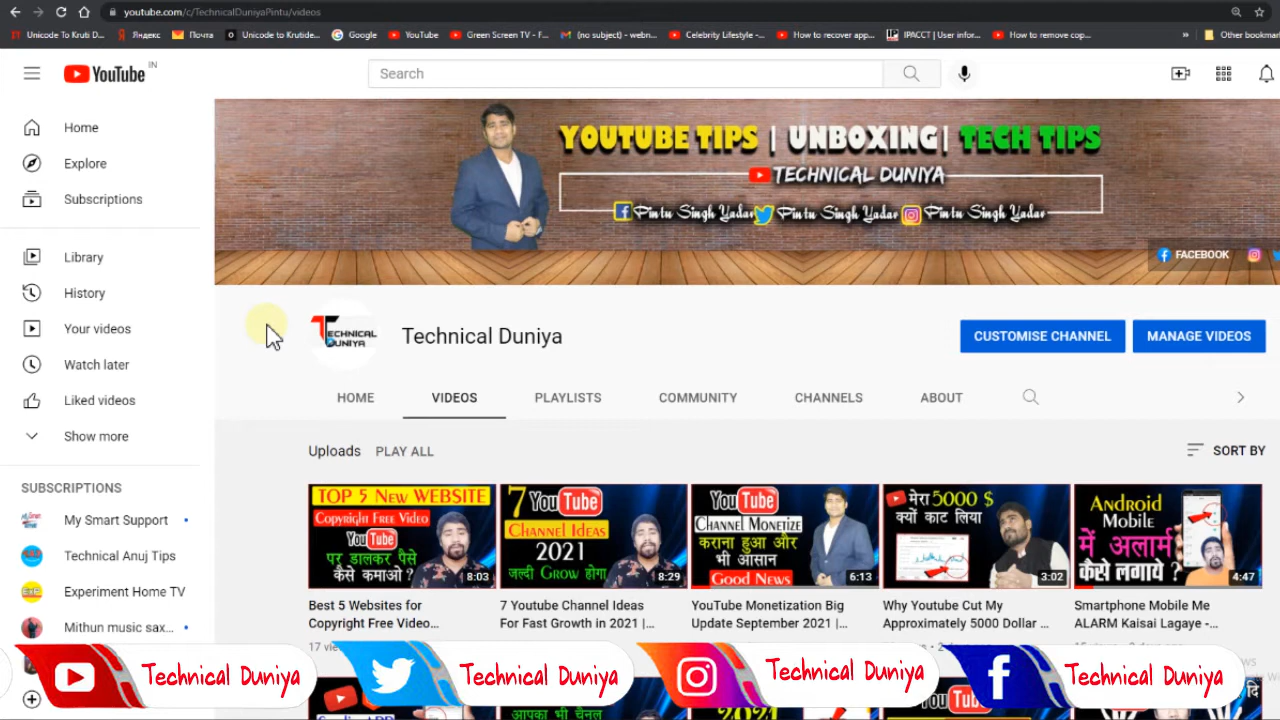 youtube.com/c/TechnicalDuniyaPintu/videos
Unicode To Kruti D...
Яндекс
Почта
Unicode to Krutide...
Google
YouTube
Green Screen TV - F...
(no subject) - webn...
Celebrity Lifestyle -...
How to recover app...
IPACCT | User infor...
How to remove cop...
»
Other bookmar
YouTube IN
Search
Home
Explore
Subscriptions
Library
History
Your videos
Watch later
Liked videos
Show more
SUBSCRIPTIONS
My Smart Support
Technical Anuj Tips
Experiment Home TV
Mithun music sax...
YOUTUBE TIPS | UNBOXING| TECH TIPS
TECHNICAL DUNIYA
Pintu Singh Yadav
Pintu Singh Yadav
Pintu Singh Yadav
FACEBOOK
TECHNICAL
DUNIYA
Technical Duniya
CUSTOMISE CHANNEL
MANAGE VIDEOS
HOME
VIDEOS
PLAYLISTS
COMMUNITY
CHANNELS
ABOUT
Uploads
PLAY ALL
SORT BY
TOP 5 New WEBSITE
Copyright Free Video
YouTube
पर डालकर पैसे
कैसे कमाओ ?
8:03
Best 5 Websites for
Copyright Free Video...
17
7 YouTube
Channel Ideas
2021
जल्दी Grow होगा
8:29
7 Youtube Channel Ideas
For Fast Growth in 2021 |...
YouTube
Channel Monetize
कराना हुआ और
भी आसान
Good News
6:13
YouTube Monetization Big
Update September 2021 |...
मेरा 5000 $
क्यों काट लिया
3:02
Why Youtube Cut My
Approximately 5000 Dollar ...
Android
Mobile
में अलार्म
कैसे लगाये ?
4:47
Smartphone Mobile Me
ALARM Kaisai Lagaye -...
Technical Duniya
Technical Duniya
Technical Duniya
Technical Duniya
आपका भी चैनल
2021